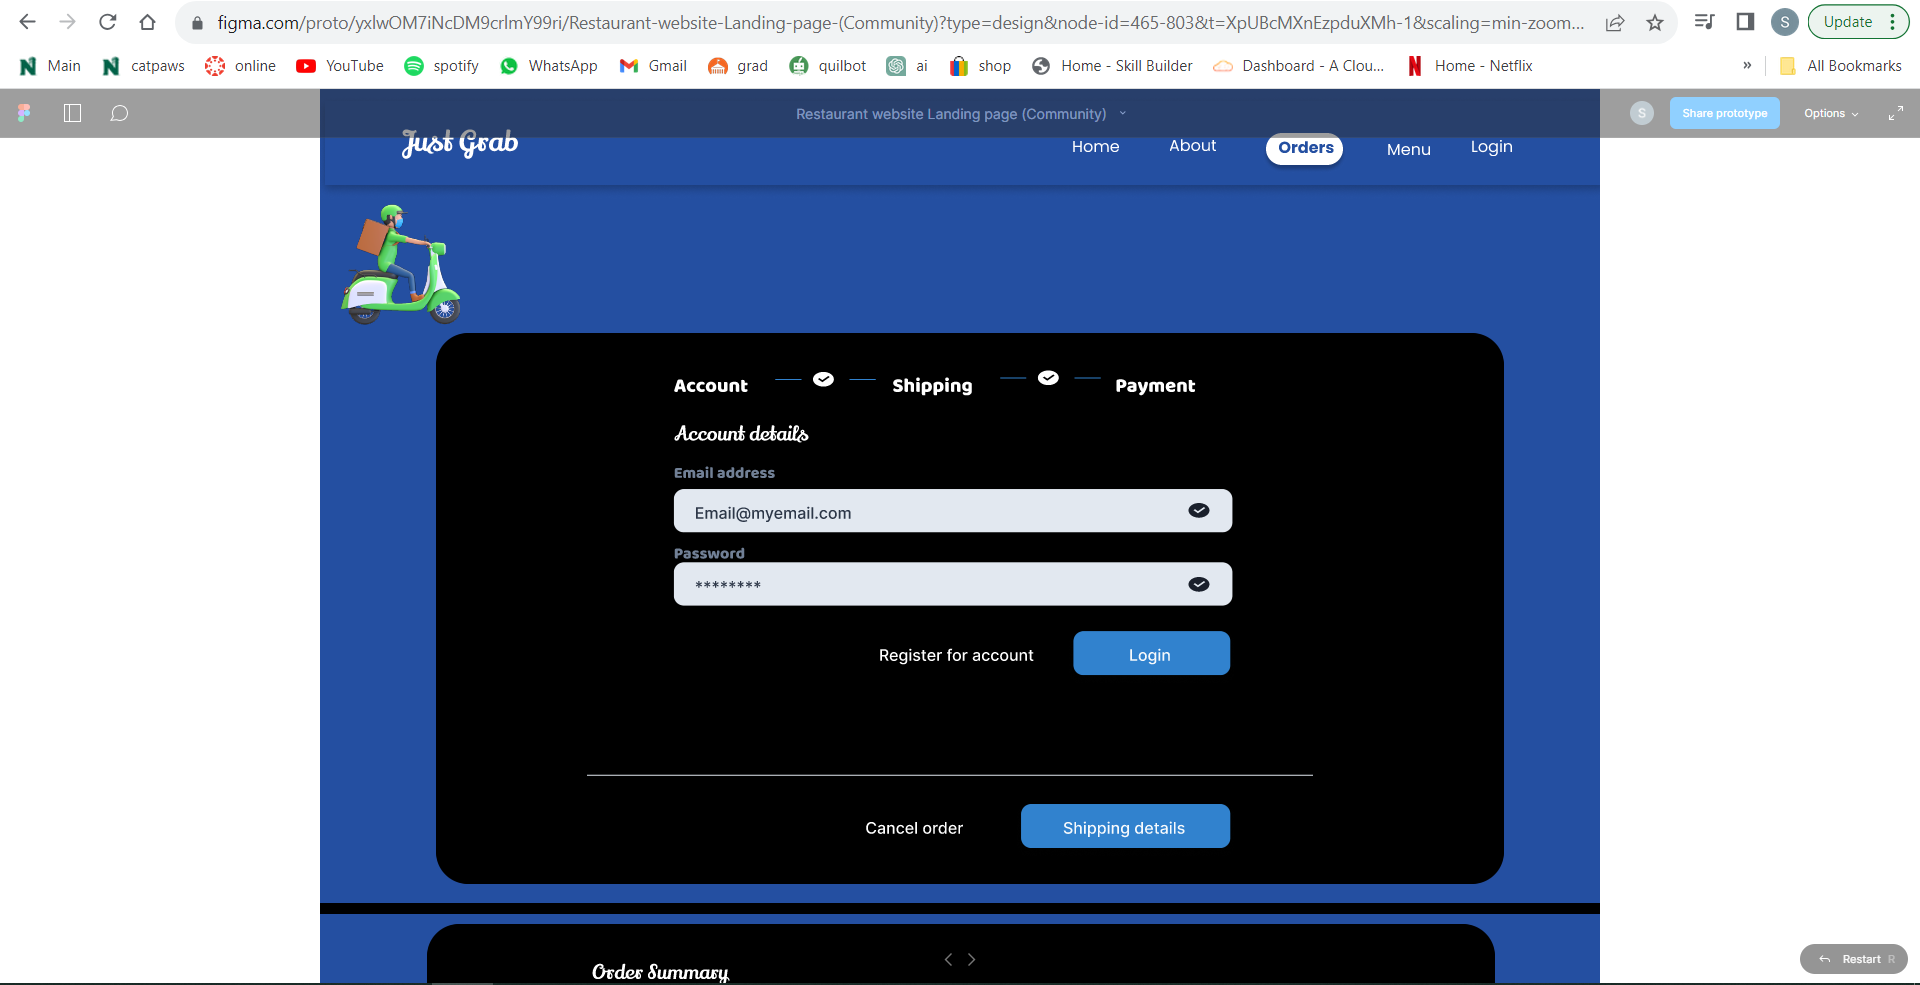 figma.com/proto/yxlwOM7iNcDM9crlmY99ri/Restaurant-website-Landing-page-(Community)?type=design&node-id=465-803&t=XpUBcMXnEzpduXMh-1&scaling=min-zoom...
S
Update
Main
catpaws
online
YouTube
spotify
WhatsApp
Gmail
grad
quilbot
ai
shop
Home - Skill Builder
Dashboard - A Clou...
Home - Netflix
»
All Bookmarks
Restaurant website Landing page (Community)
S
Share prototype
Options
Just Grab
Home
About
Orders
Menu
Login
Account
Shipping
Payment
Account details
Email address
Email@myemail.com
Password
********
Register for account
Login
Cancel order
Shipping details
Order Summary
Restart R